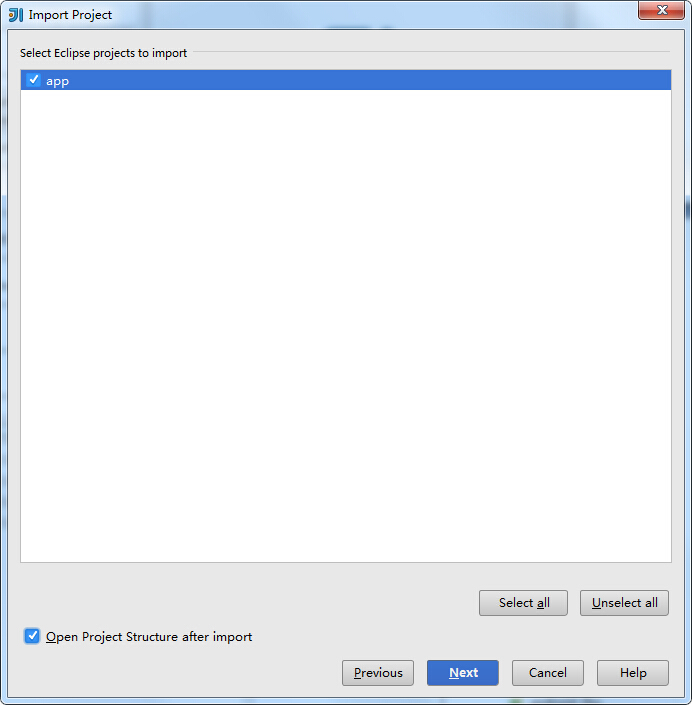 Import Project
Select Eclipse projects to import
app
Select all
Unselect all
Open Project Structure after import
Previous
Next
Cancel
Help